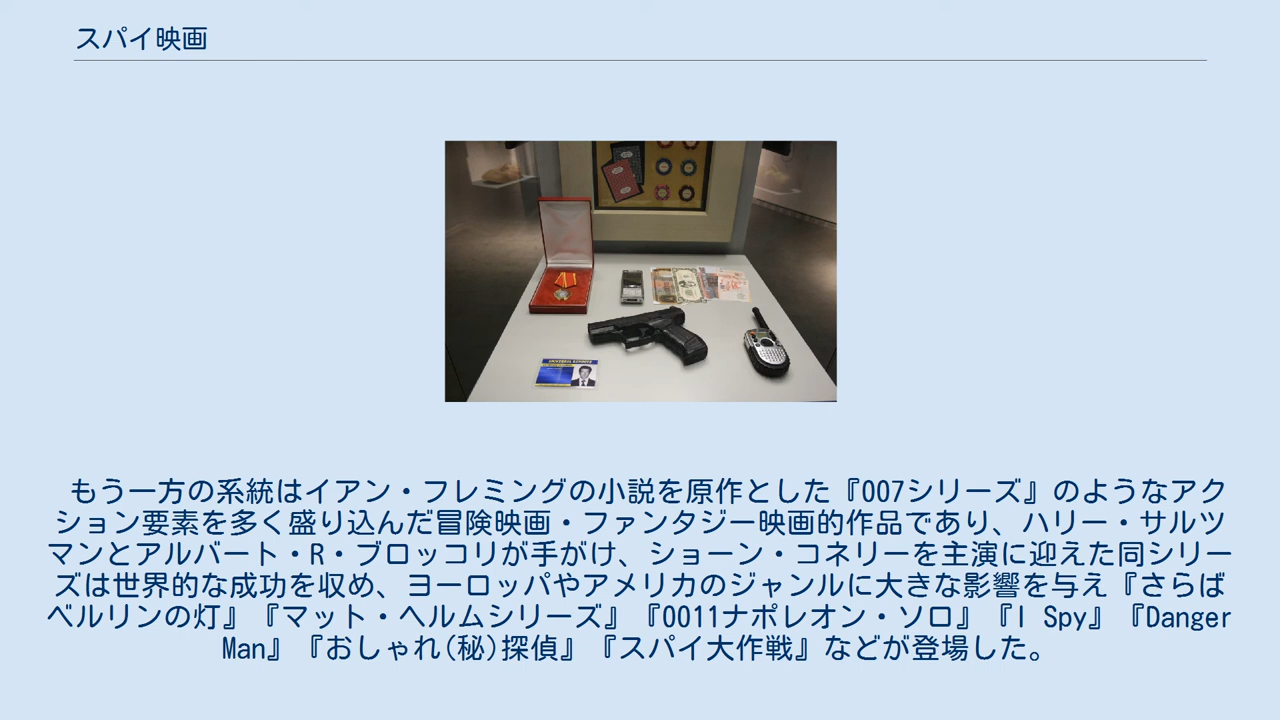 スパイ映画
UNIVERSAL EXPORTS
もう一方の系統はイアン・フレミングの小説を原作とした『007シリーズ』のようなアク
ション要素を多く盛り込んだ冒険映画・ファンタジー映画的作品であり、ハリー・サルツ
マンとアルバート・R・ブロッコリが手がけ、ショーン・コネリーを主演に迎えた同シリー
ズは世界的な成功を収め、ヨーロッパやアメリカのジャンルに大きな影響を与え『さらば
ベルリンの灯』『マット・ヘルムシリーズ』『0011ナポレオン・ソロ』『I Spy』『Danger
Man』『おしゃれ(秘)探偵』『スパイ大作戦』などが登場した。